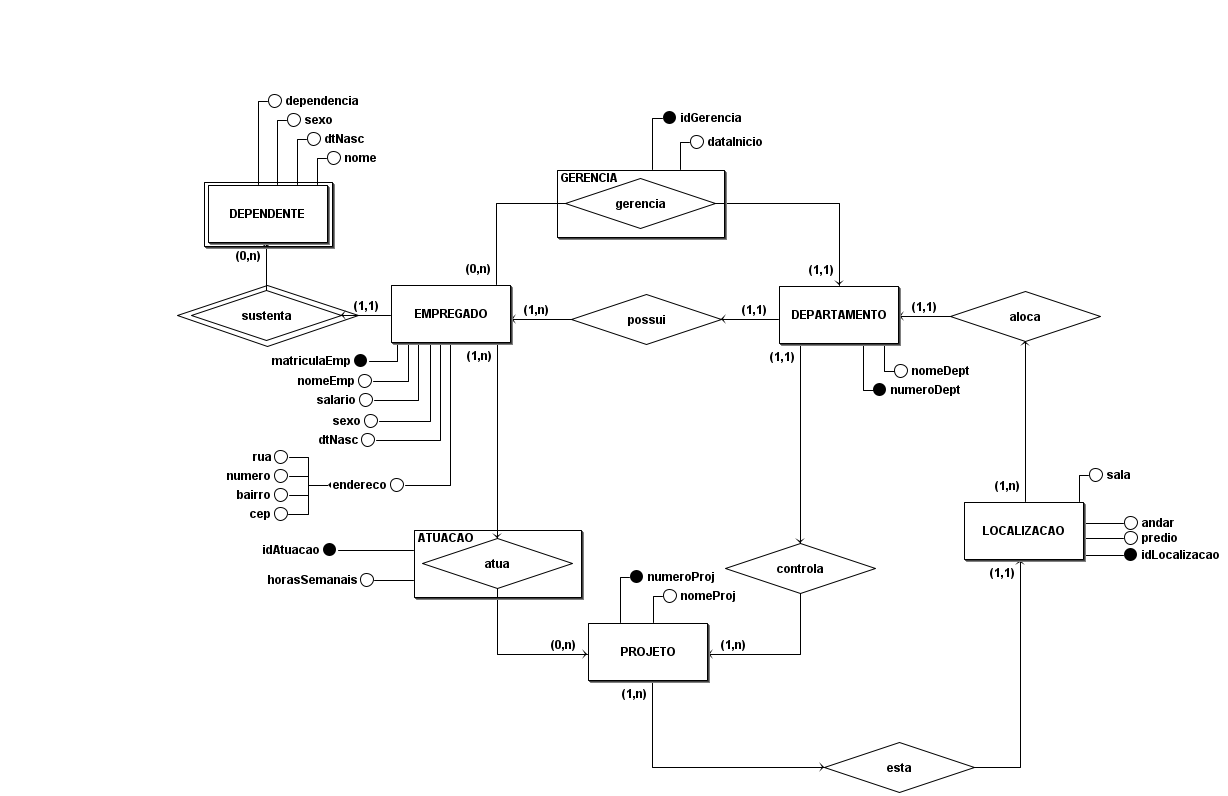 dependencia
sexo
dtNasc
nome
DEPENDENTE
(0,n)
sustenta
(1,1)
idGerencia
dataInicio
GERENCIA
gerencia
(0,n)
(1,1)
EMPREGADO
(1,n)
possui
(1,1)
DEPARTAMENTO
(1,1)
aloca
(1,n)
(1,1)
matriculaEmp
nomeEmp
salario
sexo
dtNasc
endereco
rua
numero
bairro
cep
nomeDept
numeroDept
sala
(1,n)
LOCALIZACAO
andar
predio
idLocalizacao
(1,1)
ATUACAO
atua
idAtuacao
horasSemanais
controla
numeroProj
nomeProj
(0,n)
PROJETO
(1,n)
(1,n)
esta